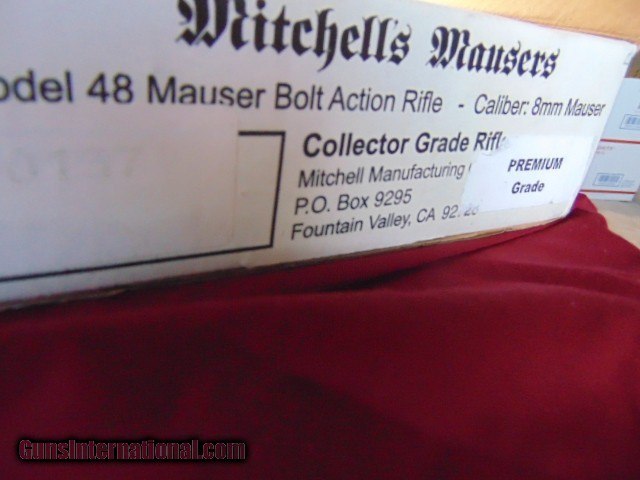 Mitchell's Mausers
odel 48 Mauser Bolt Action Rifle - Caliber: 8mm Mauser
Collector Grade Rifl
Mitchell Manufacturing
PREMIUM
Grade
P.O. Box 9295
Fountain Valley, CA 92
GunsInternational.com